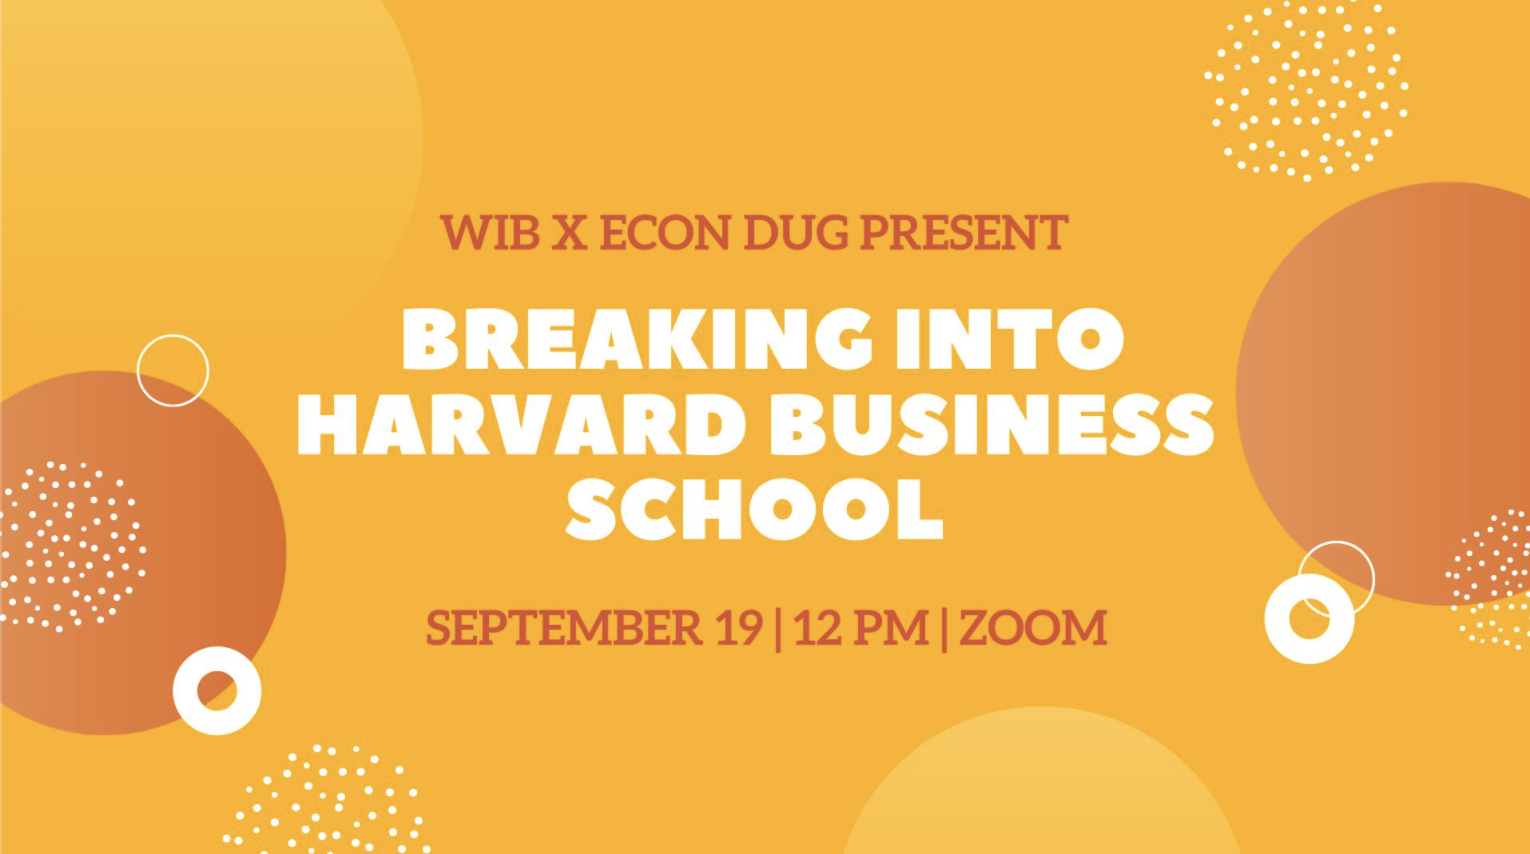 WIB X ECON DUG PRESENT
BREAKING INTO
HARVARD BUSINESS
SCHOOL
SEPTEMBER 19 | 12 PM | ZOOM